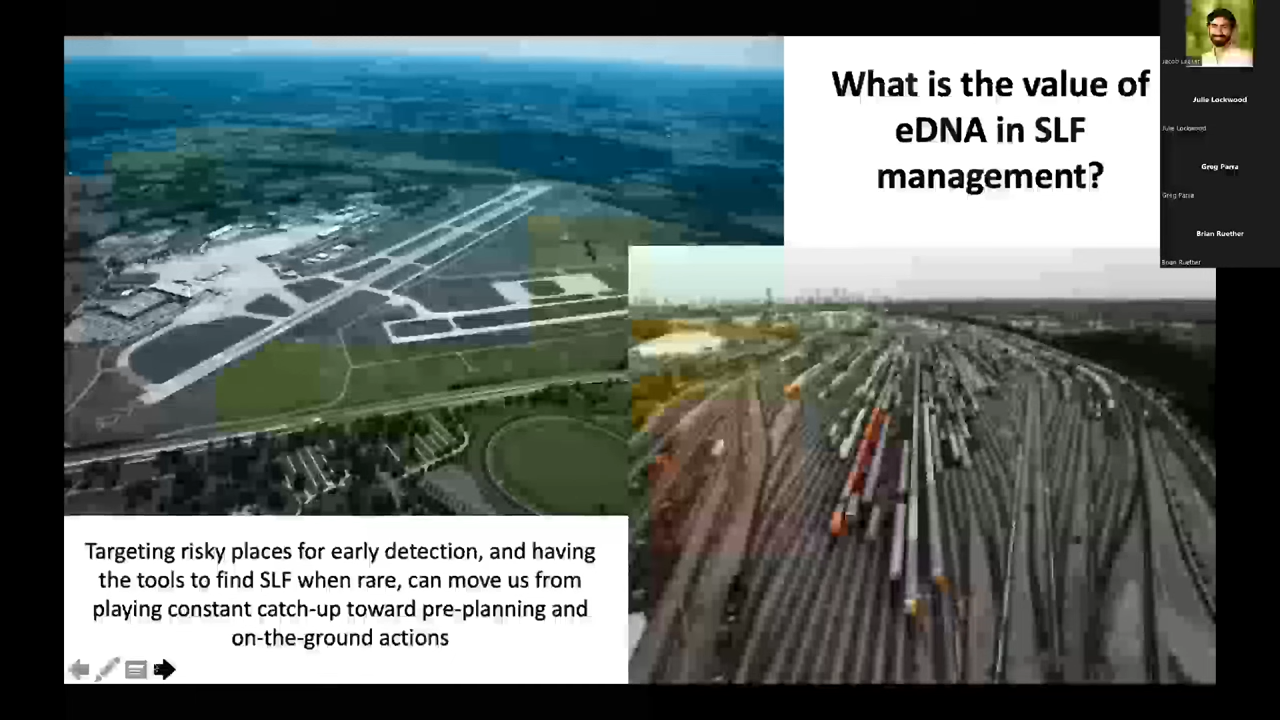 What is the value of
eDNA in SLF
management?
Targeting risky places for early detection, and having
the tools to find SLF when rare, can move us from
playing constant catch-up toward pre-planning and
on-the-ground actions
Julie Lockwood
Julie Lockwood
Greg Parra
Greg Parra
Brian Ruether
Brian Ruether